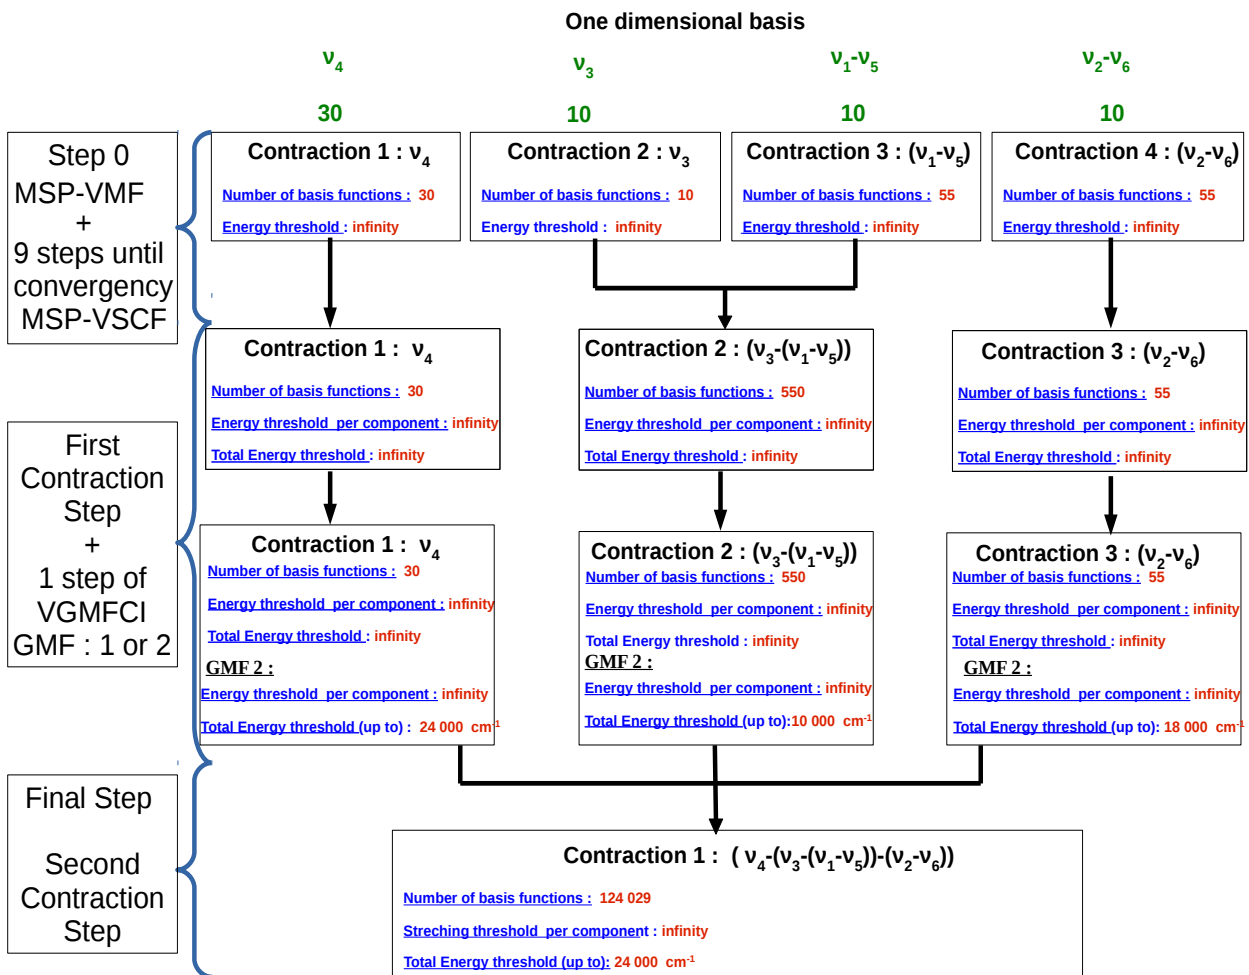 One dimensional basis
ν4
ν3
ν1-ν5
ν2-ν6
30
10
10
10
Step 0
MSP-VMF
+
9 steps until
convergency
MSP-VSCF
Contraction 1 : ν4
Number of basis functions : 30
Energy threshold : infinity
Contraction 2 : ν3
Number of basis functions : 10
Energy threshold : infinity
Contraction 3 : (ν1-ν5)
Number of basis functions : 55
Energy threshold : infinity
Contraction 4 : (ν2-ν6)
Number of basis functions : 55
Energy threshold : infinity
First
Contraction
Step
+
1 step of
VGMFCI
GMF : 1 or 2
Contraction 1 : ν4
Number of basis functions : 30
Energy threshold per component : infinity
Total Energy threshold : infinity
Contraction 2 : (ν3-(ν1-ν5))
Number of basis functions : 550
Energy threshold per component : infinity
Total Energy threshold : infinity
Contraction 3 : (ν2-ν6)
Number of basis functions : 55
Energy threshold per component : infinity
Total Energy threshold : infinity
Contraction 1 : ν4
Number of basis functions : 30
Energy threshold per component : infinity
Total Energy threshold : infinity
GMF 2 :
Energy threshold per component : infinity
Total Energy threshold (up to) : 24 000 cm-1
Contraction 2 : (ν3-(ν1-ν5))
Number of basis functions : 550
Energy threshold per component : infinity
Total Energy threshold : infinity
GMF 2 :
Energy threshold per component : infinity
Total Energy threshold (up to):10 000 cm-1
Contraction 3 : (ν2-ν6)
Number of basis functions : 55
Energy threshold per component : infinity
Total Energy threshold : infinity
GMF 2 :
Energy threshold per component : infinity
Total Energy threshold (up to): 18 000 cm-1
Final Step
Second
Contraction
Step
Contraction 1 : ( ν4-(ν3-(ν1-ν5))-(ν2-ν6))
Number of basis functions : 124 029
Streching threshold per component : infinity
Total Energy threshold (up to): 24 000 cm-1